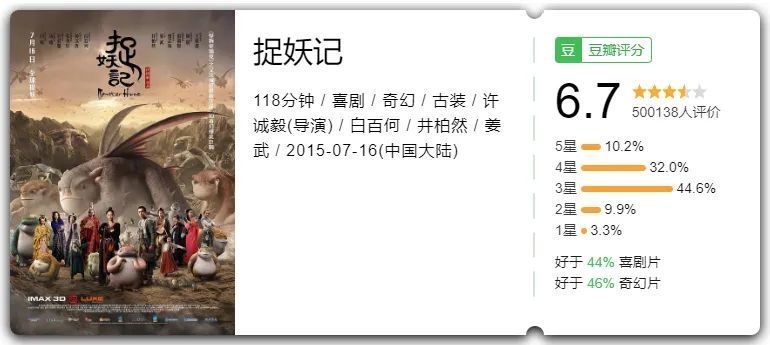 7月16日 全球捉妖
捉妖記
Monster Hunt
IMAX 3D
捉妖记
118分钟 / 喜剧 / 奇幻 / 古装 / 许
诚毅(导演) / 白百何 / 井柏然 / 姜
武 / 2015-07-16(中国大陆)
豆 豆瓣评分
6.7
500138人评价
5星 10.2%
4星 32.0%
3星 44.6%
2星 9.9%
1星 3.3%
好于 44% 喜剧片
好于 46% 奇幻片